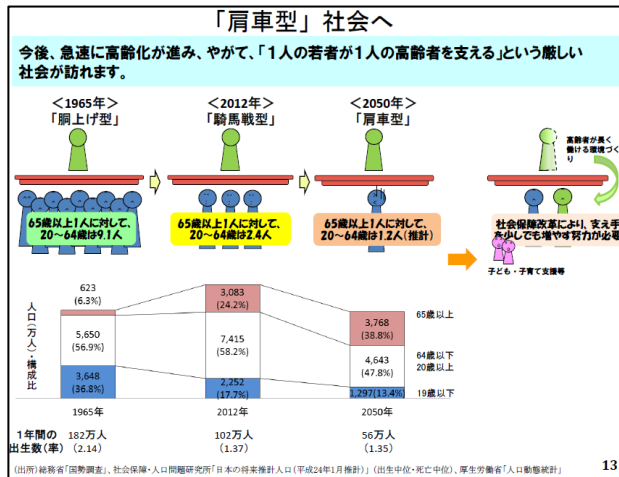 「肩車型」社会へ
今後、急速に高齢化が進み、やがて、「1人の若者が1人の高齢者を支える」という厳しい
社会が訪れます。
＜1965年＞
「胴上げ型」
＜2012年＞
「騎馬戦型」
＜2050年＞
「肩車型」
高齢者が長く
働ける環境づく
り
65歳以上1人に対して、
20～64歳は9.1人
65歳以上1人に対して、
20～64歳は2.4人
65歳以上1人に対して、
20～64歳は1.2人(推計)
社会保障改革により、支え手
を少しでも増やす努力が必要
子ども・子育て支援等
人口(万人)・構成比
623
(6.3%)
5,650
(56.9%)
3,648
(36.8%)
3,083
(24.2%)
7,415
(58.2%)
2,252
(17.7%)
3,768
(38.8%)
4,643
(47.8%)
1,297(13.4%)
65歳以上
64歳以下
20歳以上
19歳以下
1965年
2012年
2050年
1年間の
出生数(率)
182万人
(2.14)
102万人
(1.37)
56万人
(1.35)
(出所)総務省「国勢調査」、社会保障・人口問題研究所「日本の将来推計人口(平成24年1月推計)」(出生中位・死亡中位)、厚生労働省「人口動態統計」
13